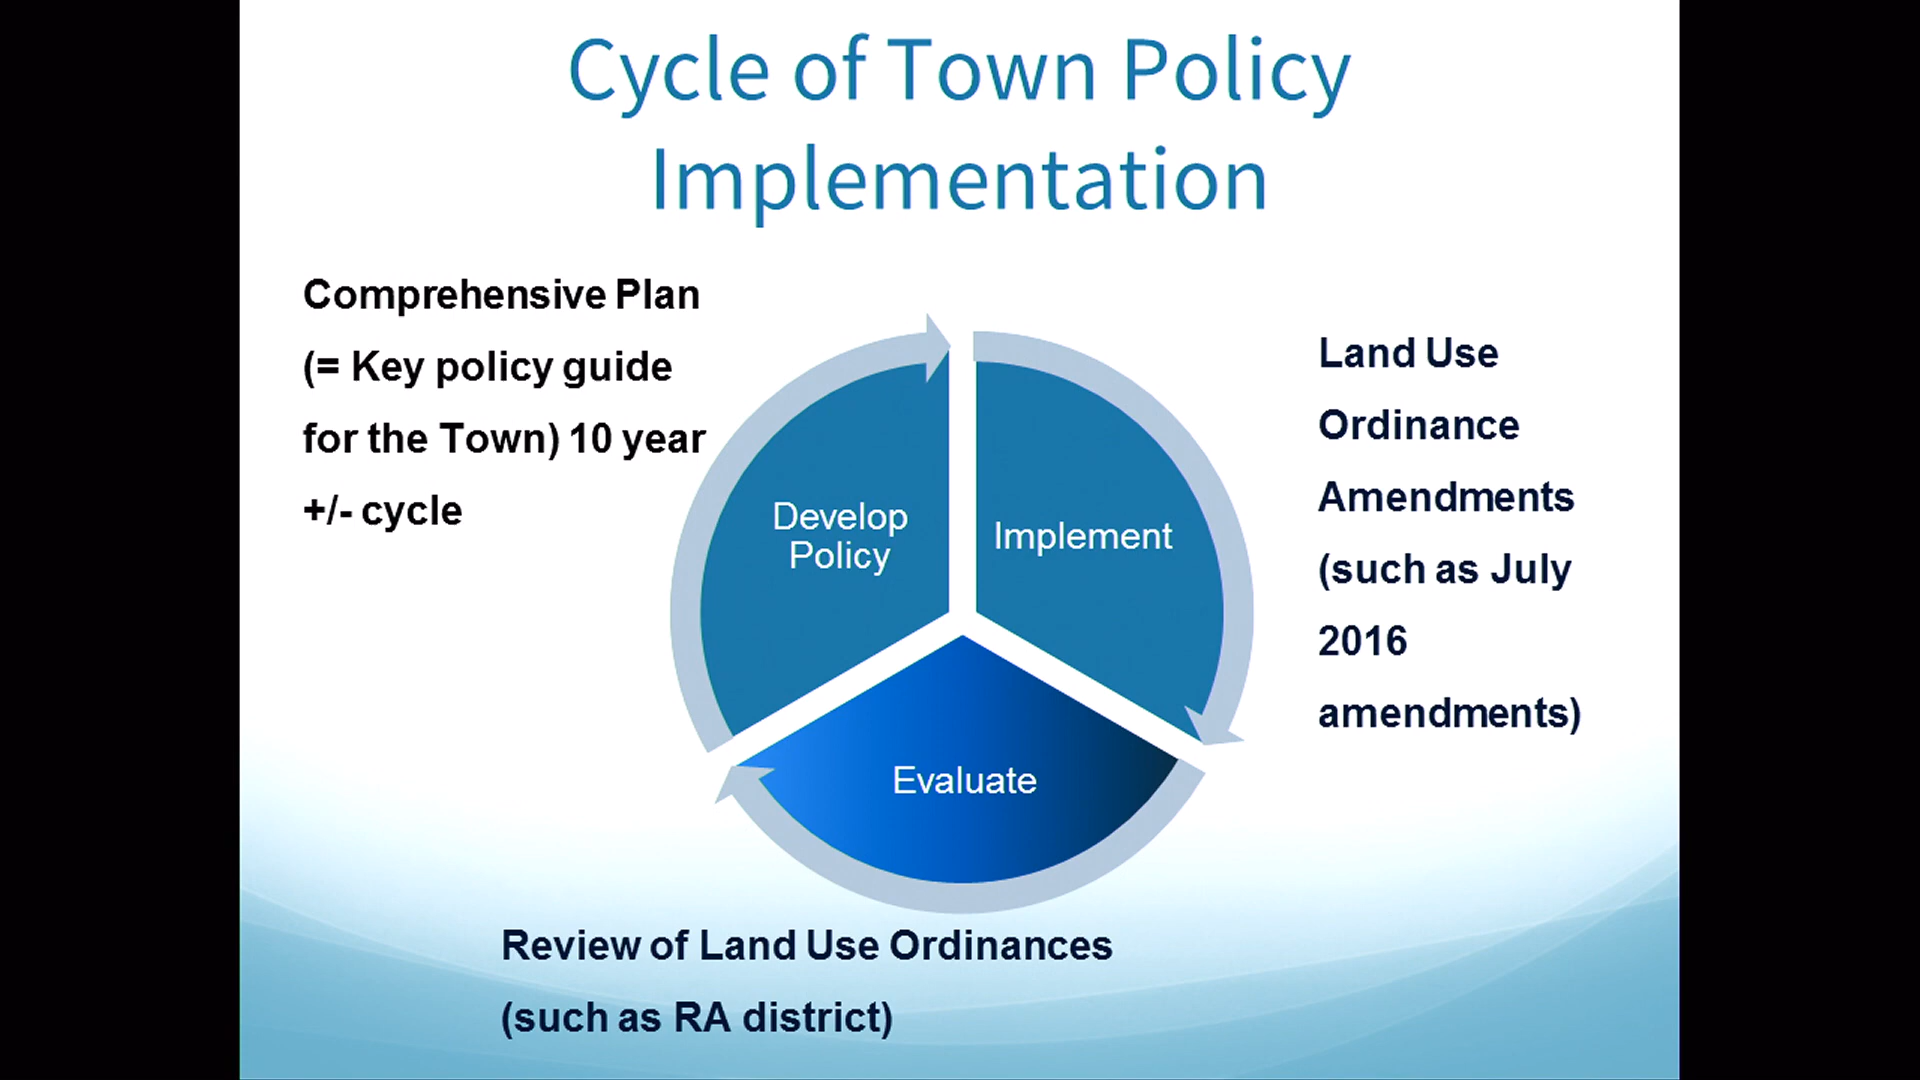 Cycle of Town Policy
Implementation
Comprehensive Plan
(= Key policy guide
for the Town) 10 year
+/- cycle
Develop
Policy
Implement
Evaluate
Land Use
Ordinance
Amendments
(such as July
2016
amendments)
Review of Land Use Ordinances
(such as RA district)